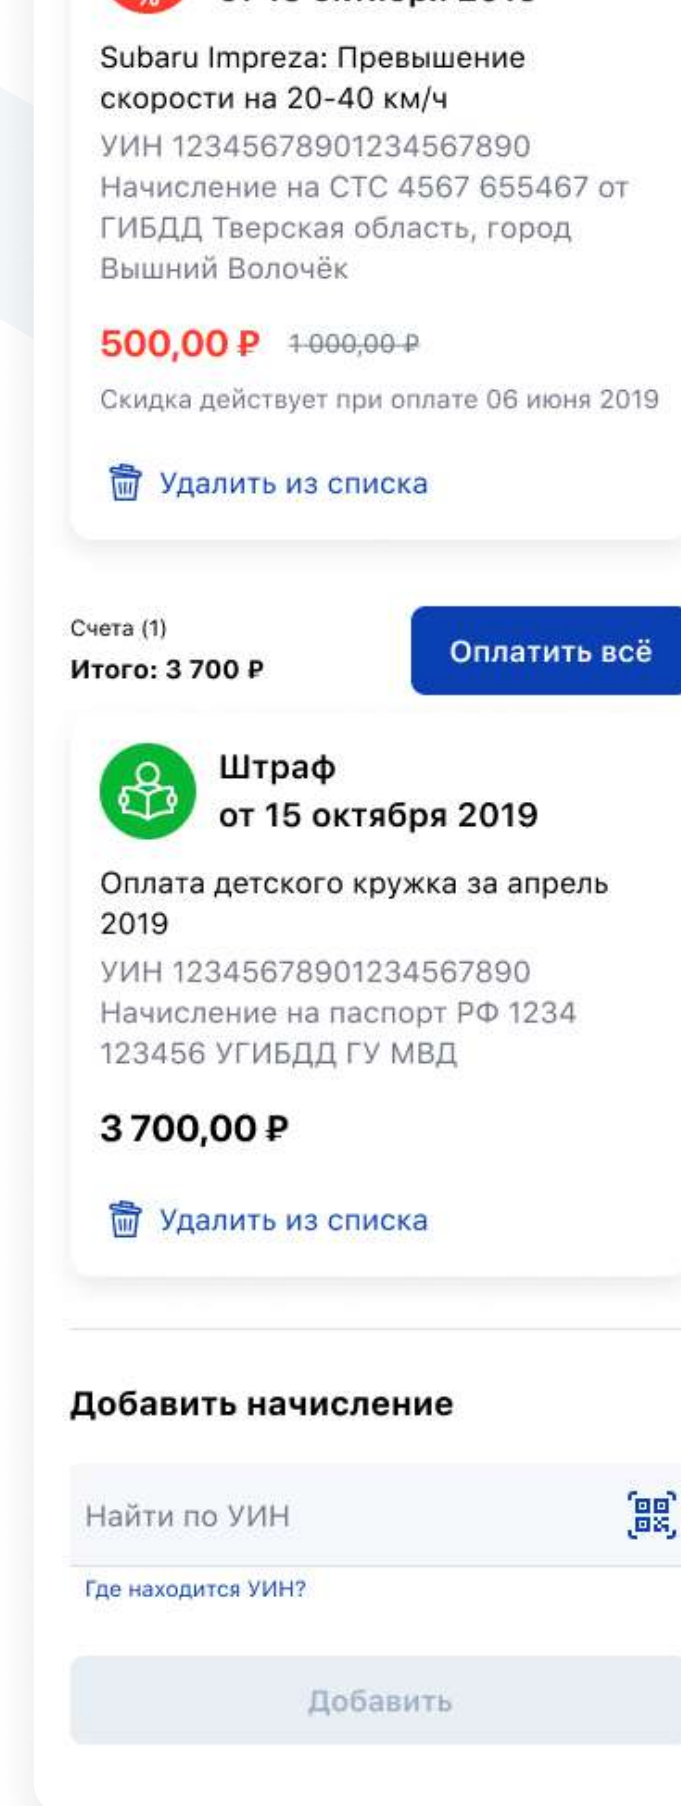 %
от 15 октября 2019
Subaru Impreza: Превышение
скорости на 20-40 км/ч
УИН 12345678901234567890
Начисление на СТС 4567 655467 от
ГИБДД Тверская область, город
Вышний Волочёк
500,00 ₽ 1 000,00 ₽
Скидка действует при оплате 06 июня 2019
Удалить из списка
Счета (1)
Итого: 3 700 ₽
Оплатить всё
Штраф
от 15 октября 2019
Оплата детского кружка за апрель
2019
УИН 12345678901234567890
Начисление на паспорт РФ 1234
123456 УГИБДД ГУ МВД
3 700,00 ₽
Удалить из списка
Добавить начисление
Найти по УИН
Где находится УИН?
Добавить